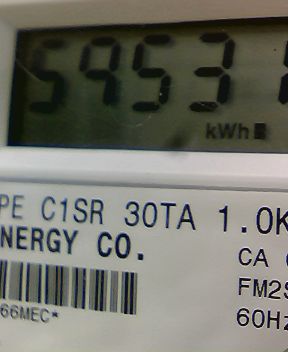 5953
kWh
PE C1SR 30TA 1.0K
NERGY CO.
CA
FM2S
66MEC*
60Hz